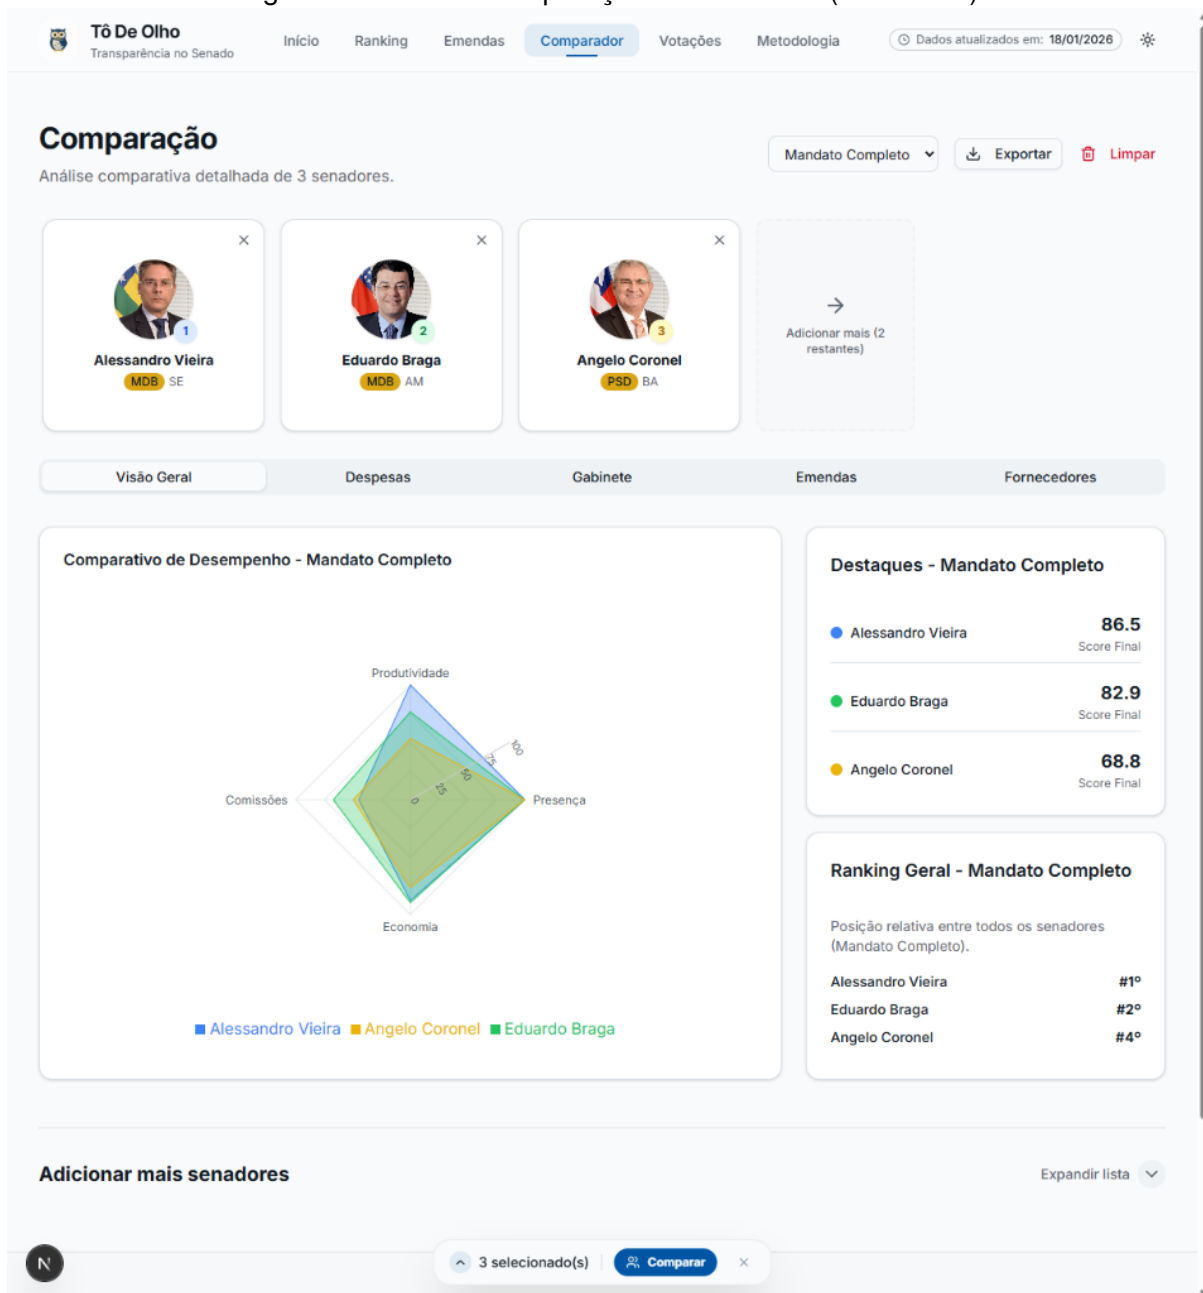 Tô De Olho
Transparência no Senado
Início Ranking Emendas Comparador Votações Metodologia
Dados atualizados em: 18/01/2026
Comparação
Análise comparativa detalhada de 3 senadores.
Mandato Completo
Exportar
Limpar
1
Alessandro Vieira
MDB SE
2
Eduardo Braga
MDB AM
3
Angelo Coronel
PSD BA
Adicionar mais (2
restantes)
Visão Geral Despesas Gabinete Emendas Fornecedores
Comparativo de Desempenho - Mandato Completo
Produtividade
Presença
Economia
Comissões
0 25 50 75 100
Alessandro Vieira Angelo Coronel Eduardo Braga
Destaques - Mandato Completo
Alessandro Vieira 86.5
Score Final
Eduardo Braga 82.9
Score Final
Angelo Coronel 68.8
Score Final
Ranking Geral - Mandato Completo
Posição relativa entre todos os senadores
(Mandato Completo).
Alessandro Vieira #1º
Eduardo Braga #2º
Angelo Coronel #4º
Adicionar mais senadores
Expandir lista
N
3 selecionado(s)
Comparar